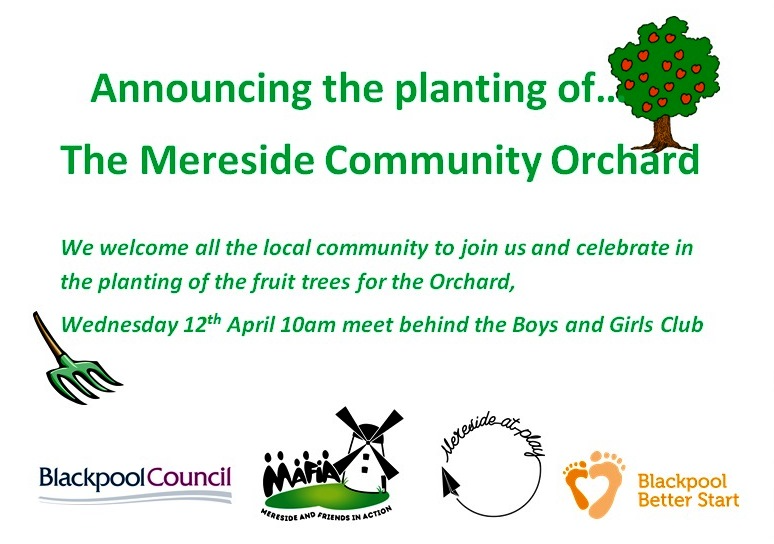 Announcing the planting of...
The Mereside Community Orchard
We welcome all the local community to join us and celebrate in
the planting of the fruit trees for the Orchard,
Wednesday 12th April 10am meet behind the Boys and Girls Club
Blackpool Council
MAFiA
MERESIDE AND FRIENDS IN ACTION
Mereside at play
Blackpool
Better Start